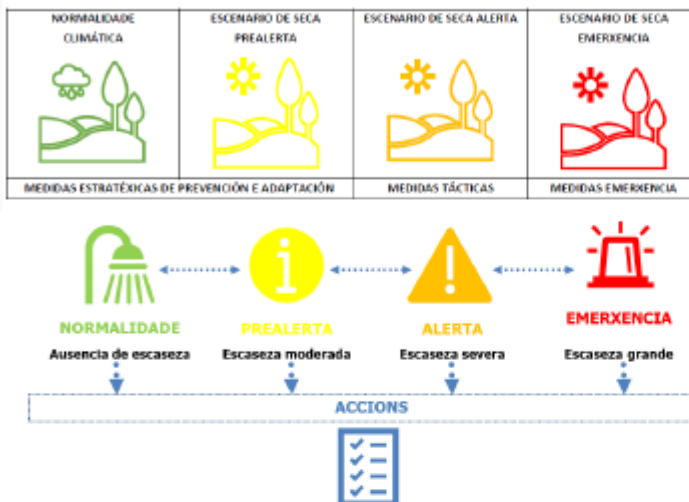 NORMALIDADE
CLIMÁTICA
ESCENARIO DE SECA
PREALERTA
ESCENARIO DE SECA ALERTA
ESCENARIO DE SECA
EMERXENCIA
MEDIDAS ESTRATÉXICAS DE PREVENCIÓN E ADAPTACIÓN
MEDIDAS TÁCTICAS
MEDIDAS EMERXENCIA
NORMALIDADE
PREALERTA
ALERTA
EMERXENCIA
Ausencia de escaseza
Escaseza moderada
Escaseza severa
Escaseza grande
ACCIONS